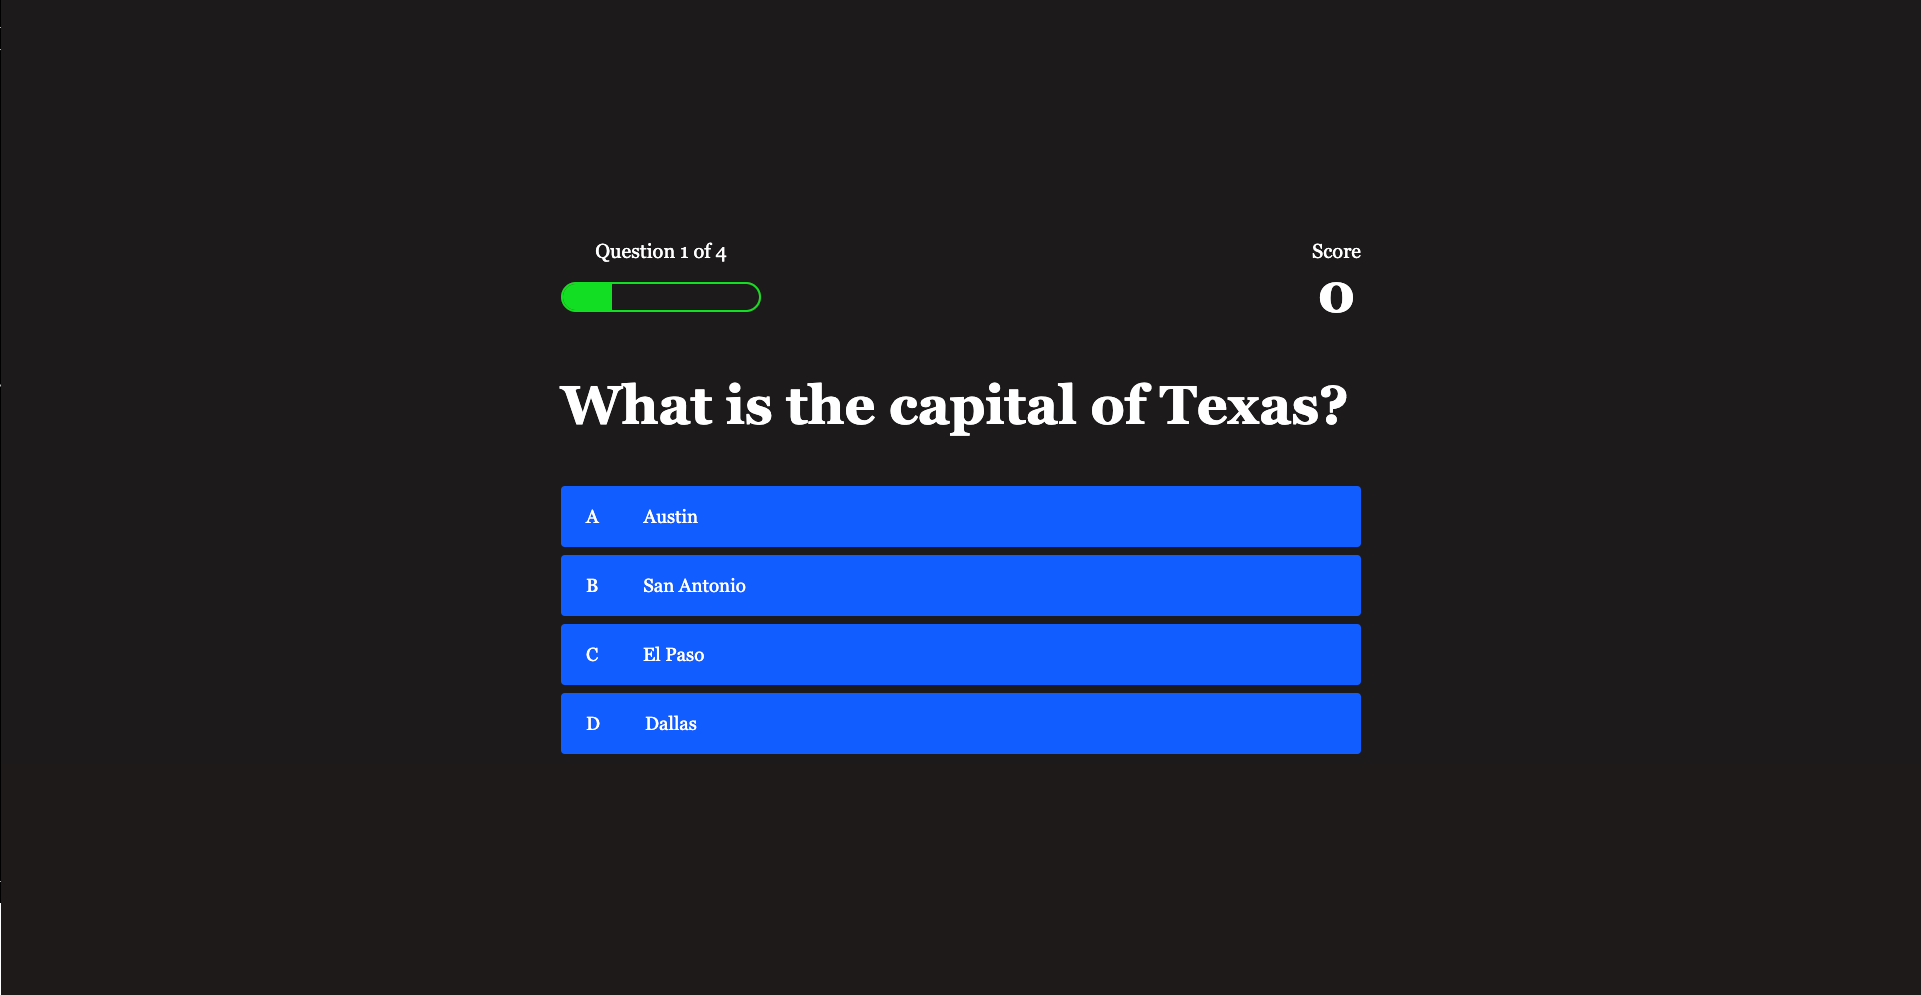 Question 1 of 4
Score
0
What is the capital of Texas?
A Austin
B San Antonio
C El Paso
D Dallas